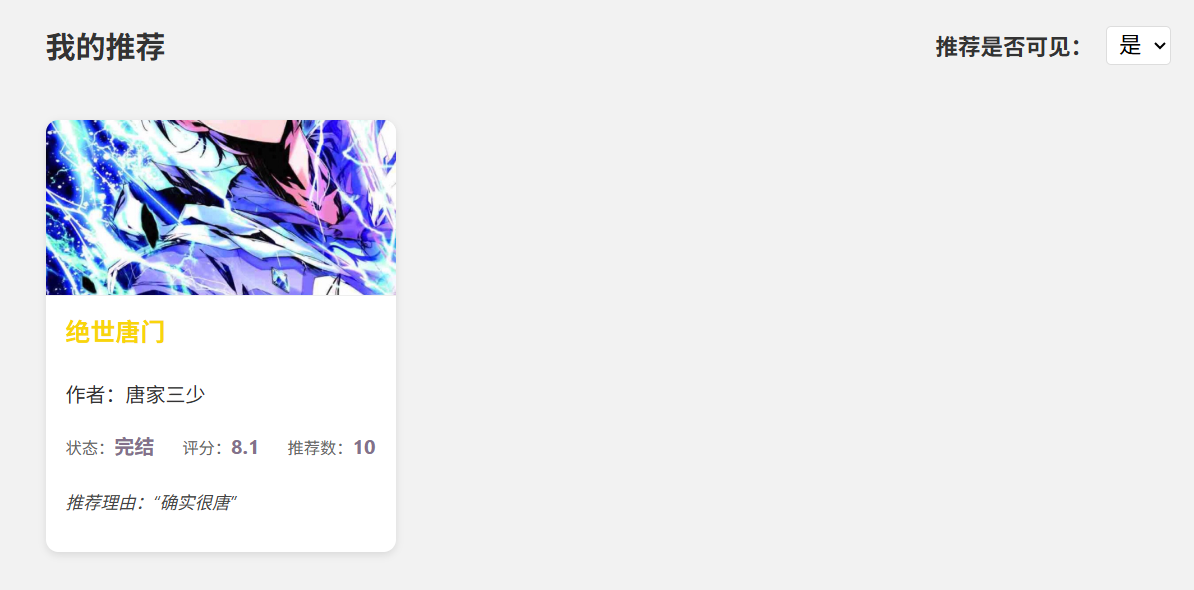 我的推荐
推荐是否可见：
是
绝世唐门
作者：唐家三少
状态：完结 评分：8.1 推荐数：10
推荐理由：“确实很唐”